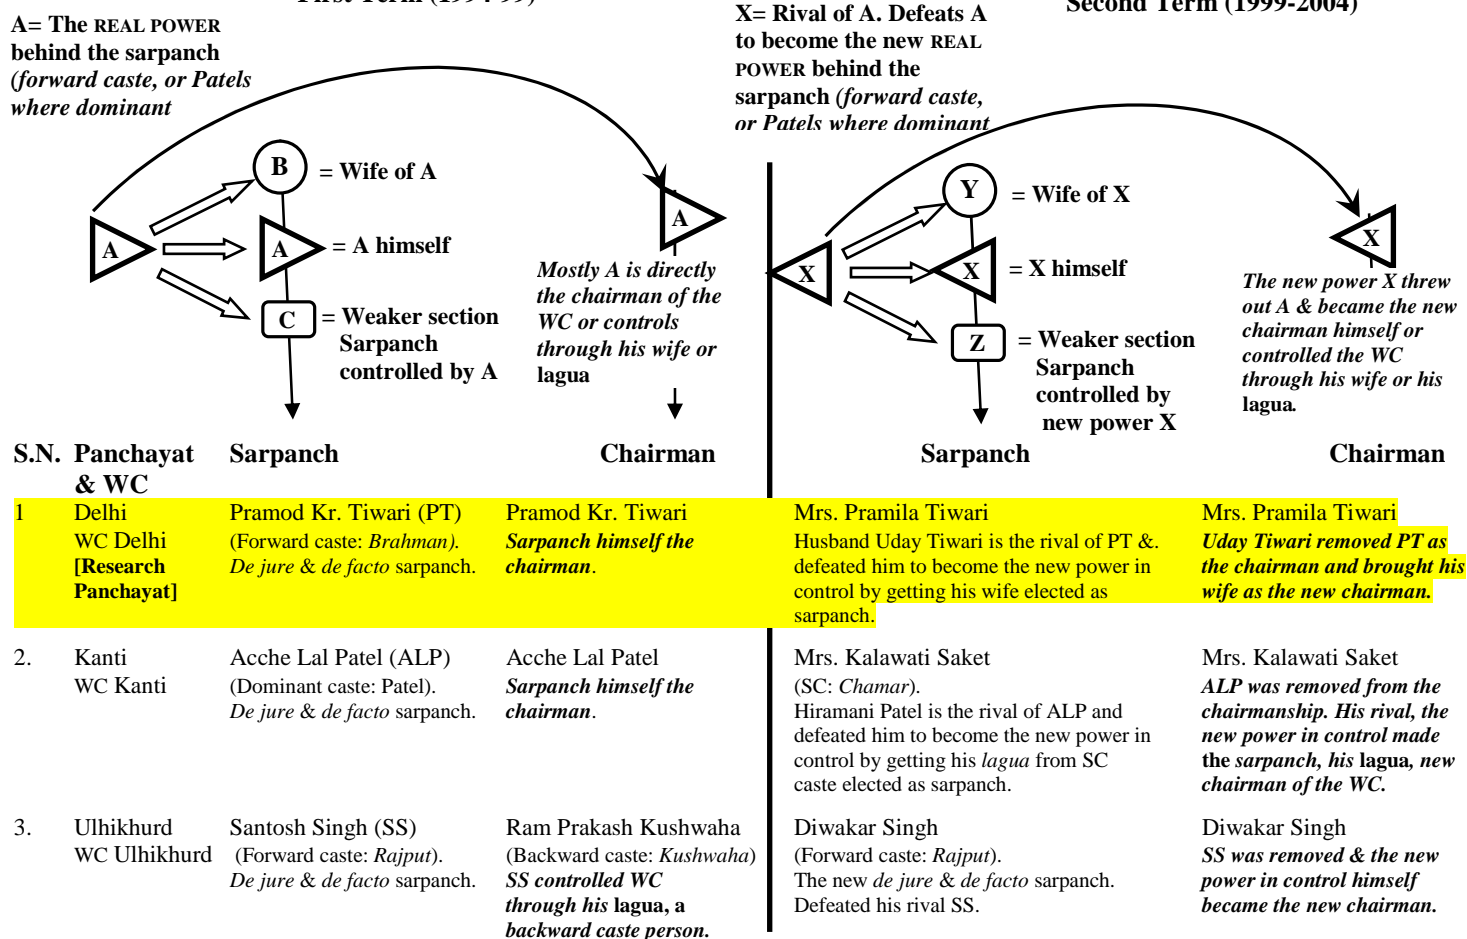 First Term (1994-99)
Second Term (1999-2004)
A= The REAL POWER
behind the sarpanch
(forward caste, or Patels
where dominant
X= Rival of A. Defeats A
to become the new REAL
POWER behind the
sarpanch (forward caste,
or Patels where dominant
B
= Wife of A
A
A
= A himself
C
= Weaker section
Sarpanch
controlled by A
A
Mostly A is directly
the chairman of the
WC or controls
through his wife or
lagua
Y
= Wife of X
X
X
= X himself
Z
= Weaker section
Sarpanch
controlled by
new power X
X
The new power X threw
out A & became the new
chairman himself or
controlled the WC
through his wife or his
lagua.
S.N. Panchayat Sarpanch Chairman Sarpanch Chairman
& WC
1 Delhi Pramod Kr. Tiwari (PT) Pramod Kr. Tiwari Mrs. Pramila Tiwari Mrs. Pramila Tiwari
WC Delhi (Forward caste: Brahman). Sarpanch himself the Husband Uday Tiwari is the rival of PT &. Uday Tiwari removed PT as
[Research De jure & de facto sarpanch. chairman. defeated him to become the new power in the chairman and brought his
Panchayat] control by getting his wife elected as wife as the new chairman.
sarpanch.
2. Kanti Acche Lal Patel (ALP) Acche Lal Patel Mrs. Kalawati Saket Mrs. Kalawati Saket
WC Kanti (Dominant caste: Patel). Sarpanch himself the (SC: Chamar). ALP was removed from the
De jure & de facto sarpanch. chairman. Hiramani Patel is the rival of ALP and chairmanship. His rival, the
defeated him to become the new power in new power in control made
control by getting his lagua from SC the sarpanch, his lagua, new
caste elected as sarpanch. chairman of the WC.
3. Ulhikhurd Santosh Singh (SS) Ram Prakash Kushwaha Diwakar Singh Diwakar Singh
WC Ulhikhurd (Forward caste: Rajput). (Backward caste: Kushwaha) (Forward caste: Rajput). SS was removed & the new
De jure & de facto sarpanch. SS controlled WC The new de jure & de facto sarpanch. power in control himself
through his lagua, a Defeated his rival SS. became the new chairman.
backward caste person.